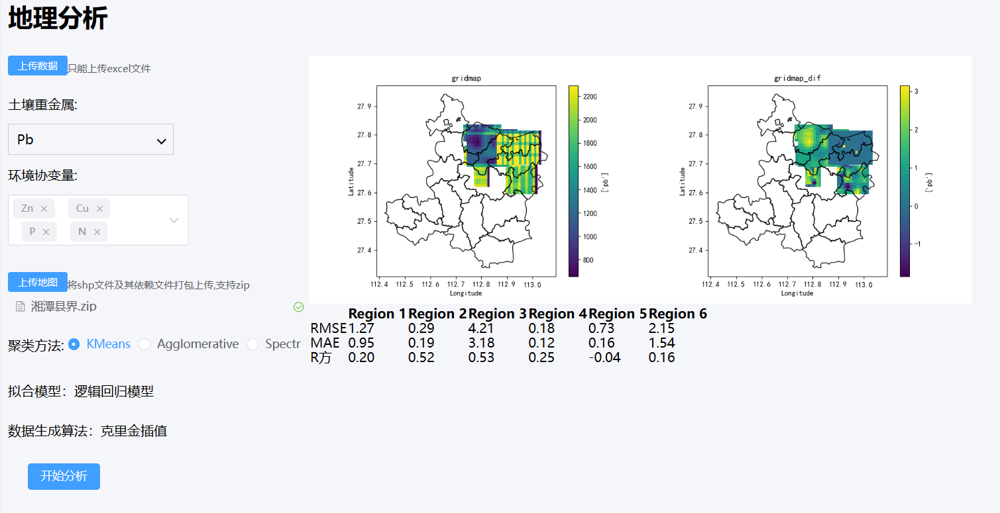 地理分析
上传数据只能上传excel文件
土壤重金属:
Pb
环境协变量:
Zn Cu
P N
上传地图将shp文件及其依赖文件打包上传,支持zip
湘潭县界.zip
聚类方法: KMeans Agglomerative Spectr
拟合模型：逻辑回归模型
数据生成算法：克里金插值
开始分析
gridmap
27.9
27.8
27.7
27.6
27.5
27.4
Latitude
112.4 112.5 112.6 112.7 112.8 112.9 113.0
Longitude
2200
2000
1800
1600
1400
1200
1000
800
['pb']
gridmap_dif
27.9
27.8
27.7
27.6
27.5
27.4
Latitude
112.4 112.5 112.6 112.7 112.8 112.9 113.0
Longitude
3
2
1
0
-1
['pb']
Region 1 Region 2 Region 3 Region 4 Region 5 Region 6
RMSE 1.27 0.29 4.21 0.18 0.73 2.15
MAE 0.95 0.19 3.18 0.12 0.16 1.54
R方 0.20 0.52 0.53 0.25 -0.04 0.16